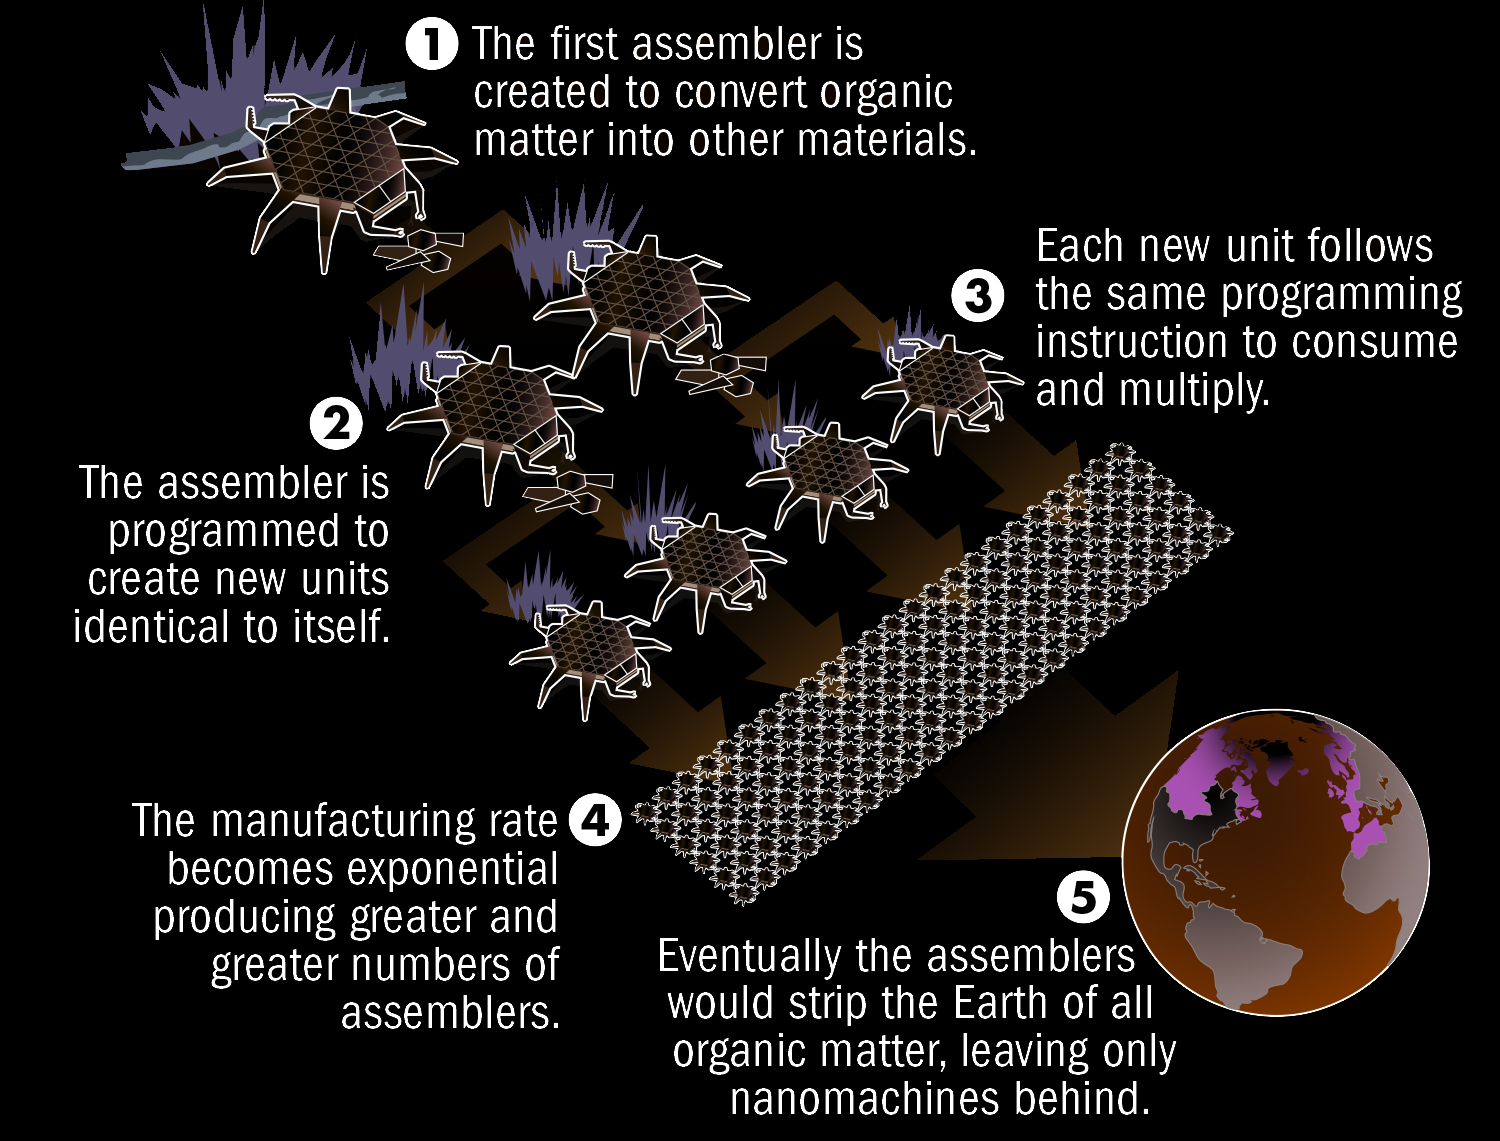 1 The first assembler is
created to convert organic
matter into other materials.
2
The assembler is
programmed to
create new units
identical to itself.
3 Each new unit follows
the same programming
instruction to consume
and multiply.
The manufacturing rate 4
becomes exponential
producing greater and
greater numbers of
assemblers.
5
Eventually the assemblers
would strip the Earth of all
organic matter, leaving only
nanomachines behind.